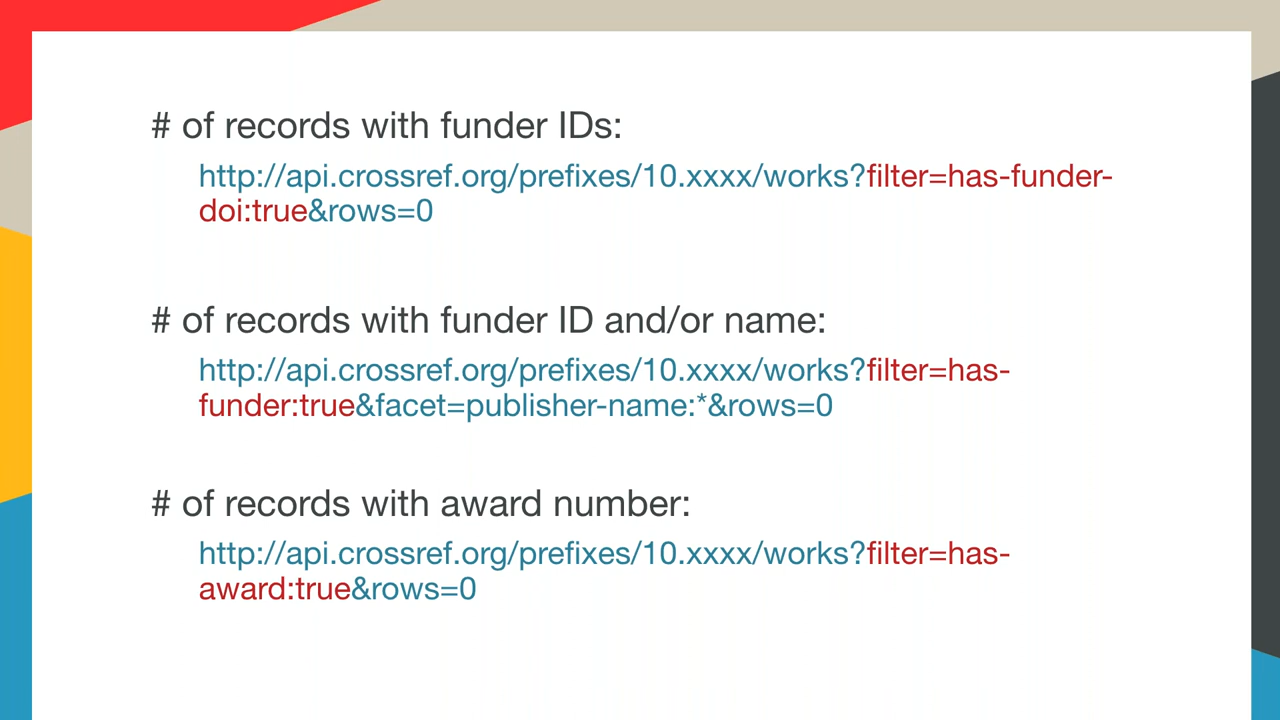 # of records with funder IDs:
http://api.crossref.org/prefixes/10.xxxx/works?filter=has-funder-
doi:true&rows=0
# of records with funder ID and/or name:
http://api.crossref.org/prefixes/10.xxxx/works?filter=has-
funder:true&facet=publisher-name:*&rows=0
# of records with award number:
http://api.crossref.org/prefixes/10.xxxx/works?filter=has-
award:true&rows=0